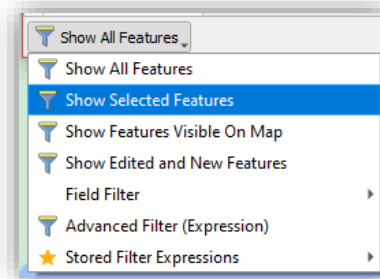 Show All Features
Show All Features
Show Selected Features
Show Features Visible On Map
Show Edited and New Features
Field Filter
Advanced Filter (Expression)
Stored Filter Expressions